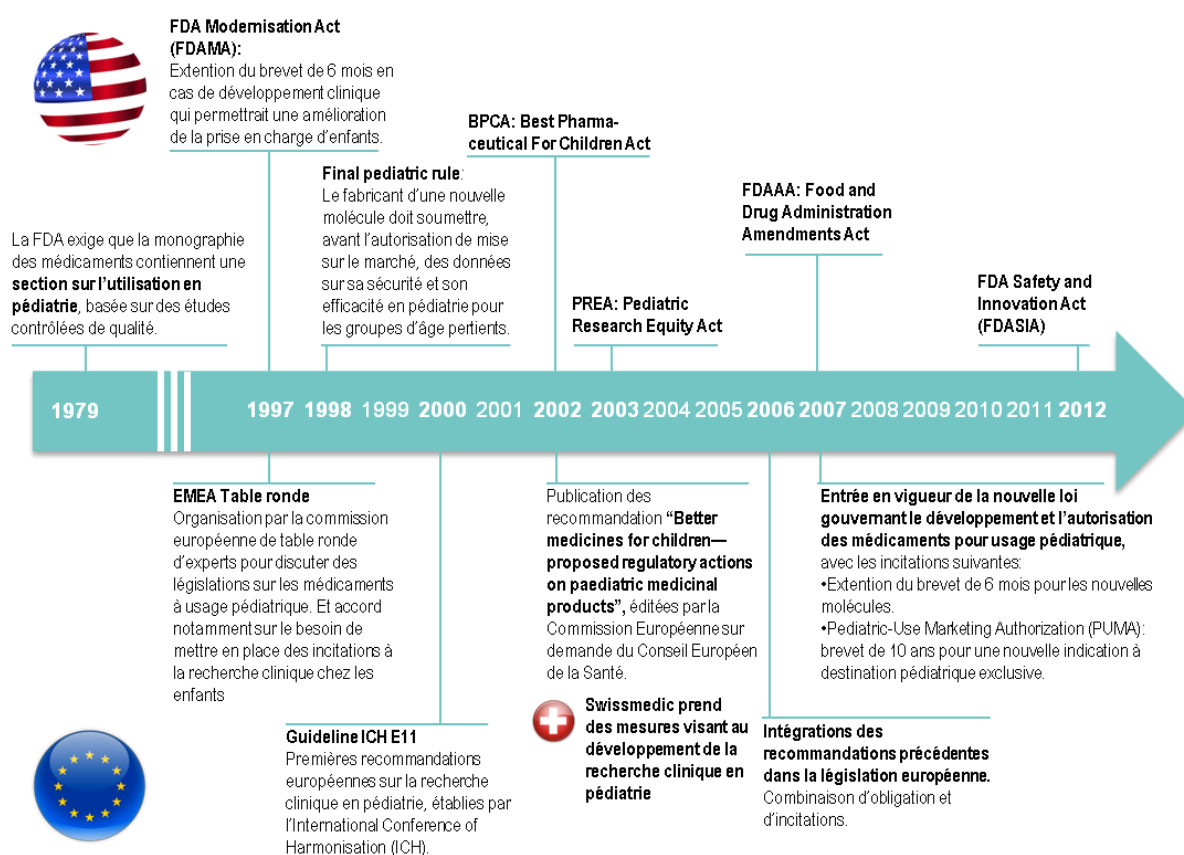 FDA Modernisation Act
(FDAMA):
Extention du brevet de 6 mois en
cas de développement clinique
qui permettrait une amélioration
de la prise en charge d'enfants.
BPCA: Best Pharma-
ceutical For Children Act
Final pediatric rule:
Le fabricant d'une nouvelle
molécule doit soumettre,
avant l'autorisation de mise
sur le marché, des données
sur sa sécurité et son
efficacité en pédiatrie pour
les groupes d'âge pertients.
FDAAA: Food and
Drug Administration
Amendments Act
La FDA exige que la monographie
des médicaments contiennent une
section sur l'utilisation en
pédiatrie, basée sur des études
contrôlées de qualité.
PREA: Pediatric
Research Equity Act
FDA Safety and
Innovation Act
(FDASIA)
1979 1997 1998 1999 2000 2001 2002 2003 2004 2005 2006 2007 2008 2009 2010 2011 2012
EMEA Table ronde
Organisation par la commission
européenne de table ronde
d'experts pour discuter des
législations sur les médicaments
à usage pédiatrique. Et accord
notamment sur le besoin de
mettre en place des incitations à
la recherche clinique chez les
enfants
Publication des
recommandation "Better
medicines for children—
proposed regulatory actions
on paediatric medicinal
products", éditées par la
Commission Européenne sur
demande du Conseil Européen
de la Santé.
Entrée en vigueur de la nouvelle loi
gouvernant le développement et l'autorisation
des médicaments pour usage pédiatrique,
avec les incitations suivantes:
•Extention du brevet de 6 mois pour les nouvelles
molécules.
•Pediatric-Use Marketing Authorization (PUMA):
brevet de 10 ans pour une nouvelle indication à
destination pédiatrique exclusive.
Swissmedic prend
des mesures visant au
développement de la
recherche clinique en
pédiatrie
Guideline ICH E11
Premières recommandations
européennes sur la recherche
clinique en pédiatrie, établies par
l'International Conference of
Harmonisation (ICH).
Intégrations des
recommandations précédentes
dans la législation européenne.
Combinaison d'obligation et
d'incitations.